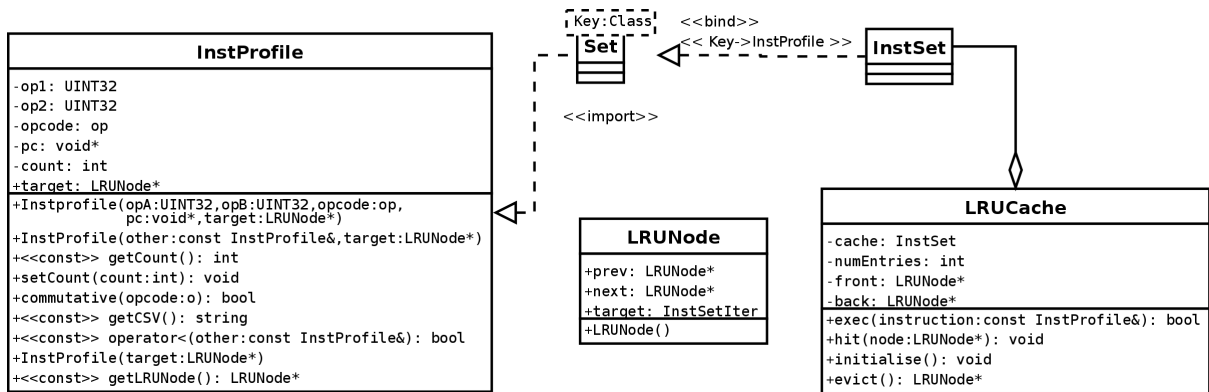 InstProfile
-op1: UINT32
-op2: UINT32
-opcode: op
-pc: void*
-count: int
+target: LRUNode*
+Instprofile(opA:UINT32,opB:UINT32,opcode:op,
pc:void*,target:LRUNode*)
+InstProfile(other:const InstProfile&,target:LRUNode*)
+<<const>> getCount(): int
+setCount(count:int): void
+commutative(opcode:o): bool
+<<const>> getCSV(): string
+<<const>> operator<(other:const InstProfile&): bool
+InstProfile(target:LRUNode*)
+<<const>> getLRUNode(): LRUNode*
Key:Class
Set
<<import>>
<<bind>>
<< Key->InstProfile >>
InstSet
LRUNode
+prev: LRUNode*
+next: LRUNode*
+target: InstSetIter
+LRUNode()
LRUCache
-cache: InstSet
-numEntries: int
-front: LRUNode*
-back: LRUNode*
+exec(instruction:const InstProfile&): bool
+hit(node:LRUNode*): void
+initialise(): void
+evict(): LRUNode*